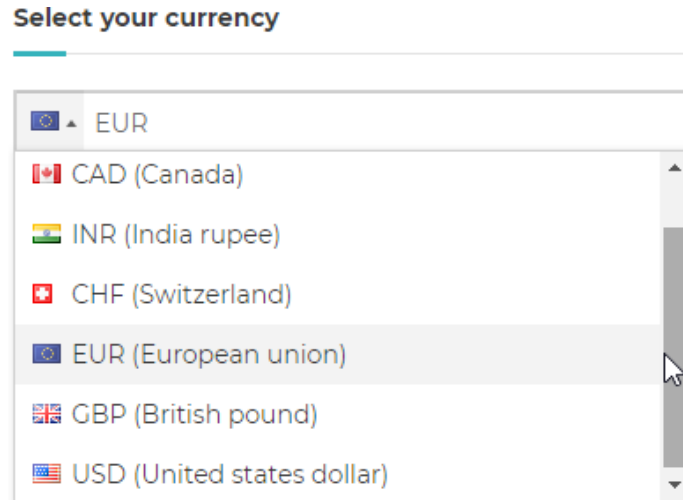 Select your currency
EUR
CAD (Canada)
INR (India rupee)
CHF (Switzerland)
EUR (European union)
GBP (British pound)
USD (United states dollar)